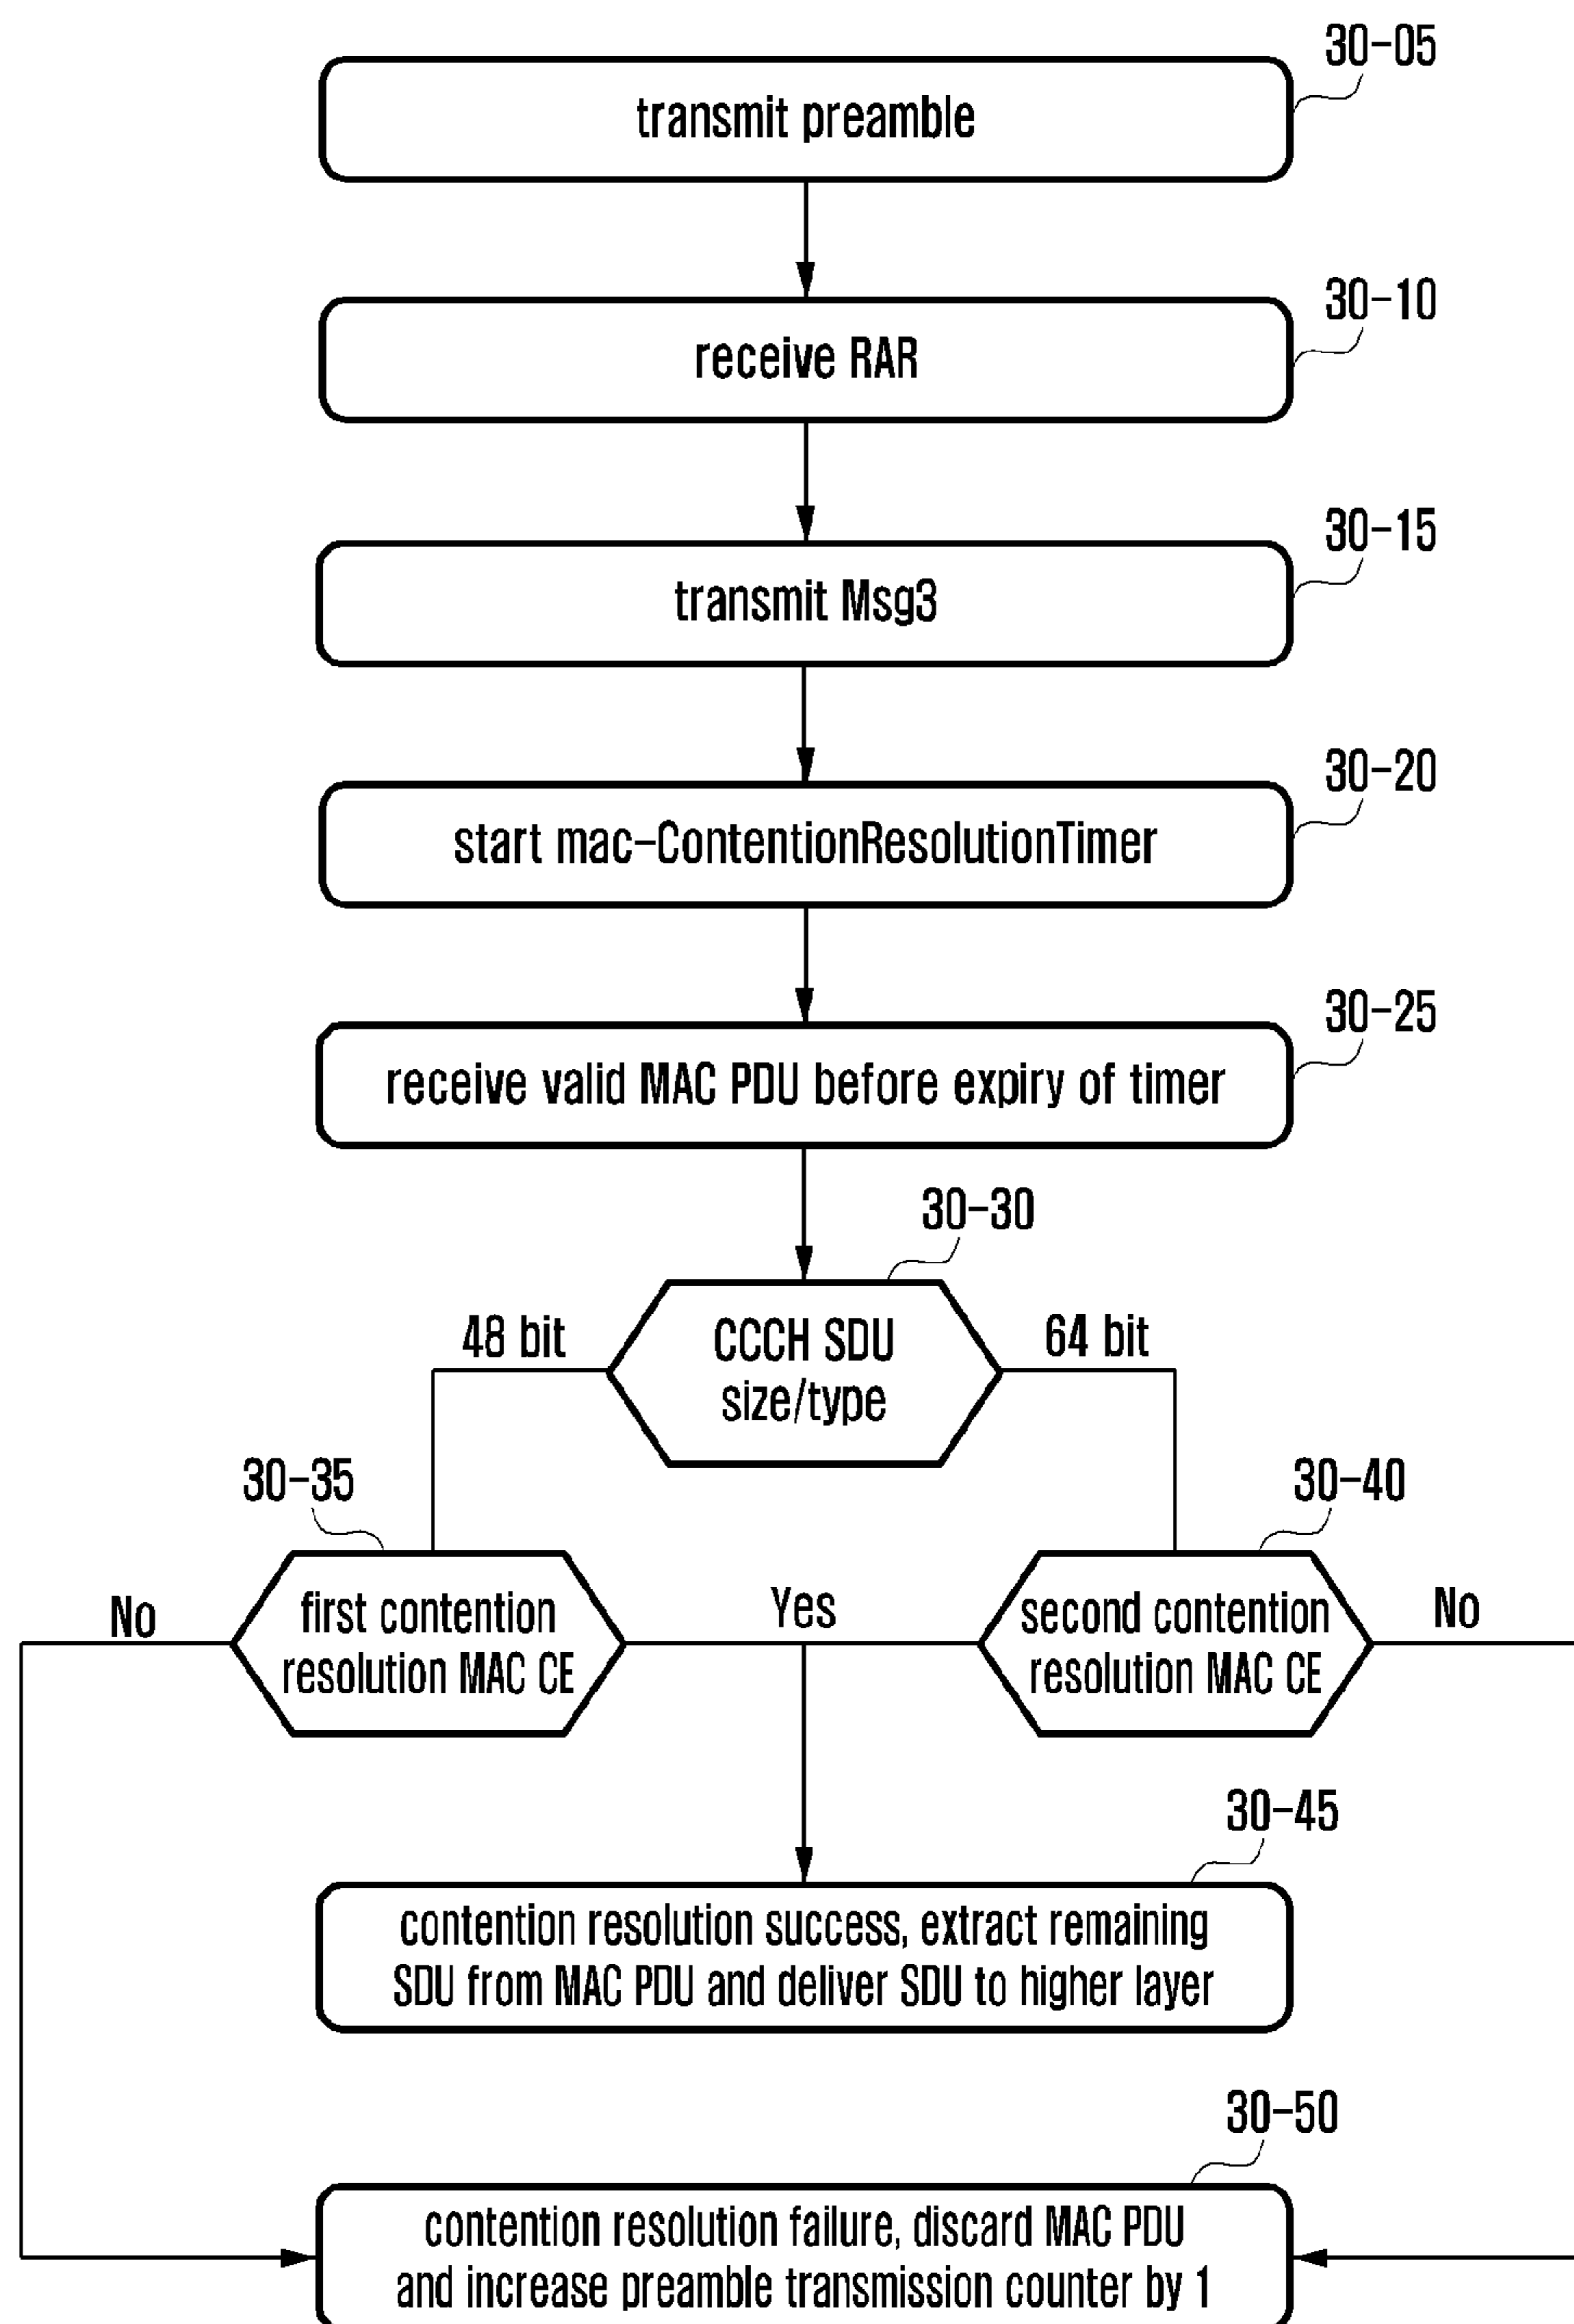 30-05
transmit preamble
30-10
receive RAR
30-15
transmit Msg3
30-20
start mac-ContentionResolutionTimer
30-25
receive valid MAC PDU before expiry of timer
30-30
48 bit
CCCH SDU
size/type
64 bit
30-35
30-40
No
first contention
resolution MAC CE
Yes
second contention
resolution MAC CE
No
30-45
contention resolution success, extract remaining
SDU from MAC PDU and deliver SDU to higher layer
30-50
contention resolution failure, discard MAC PDU
and increase preamble transmission counter by 1